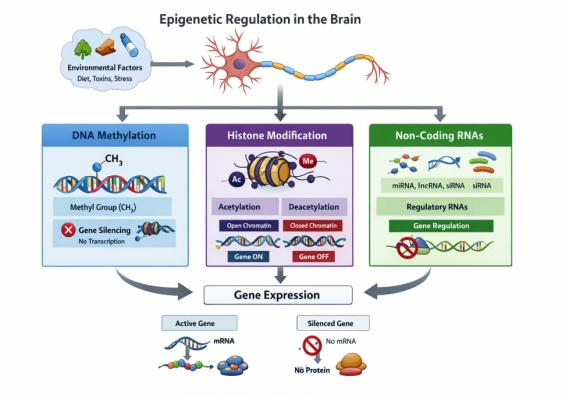 Epigenetic Regulation in the Brain
Environmental Factors
Diet, Toxins, Stress
DNA Methylation
CH₃
Methyl Group (CH₃)
Gene Silencing
No Transcription
Histone Modification
Me
Ac
Acetylation
Deacetylation
Open Chromatin
Closed Chromatin
Gene ON
Gene OFF
Non-Coding RNAs
miRNA, lncRNA, siRNA siRNA
Regulatory RNAs
Gene Regulation
Gene Expression
Active Gene
mRNA
Silenced Gene
No mRNA
No Protein